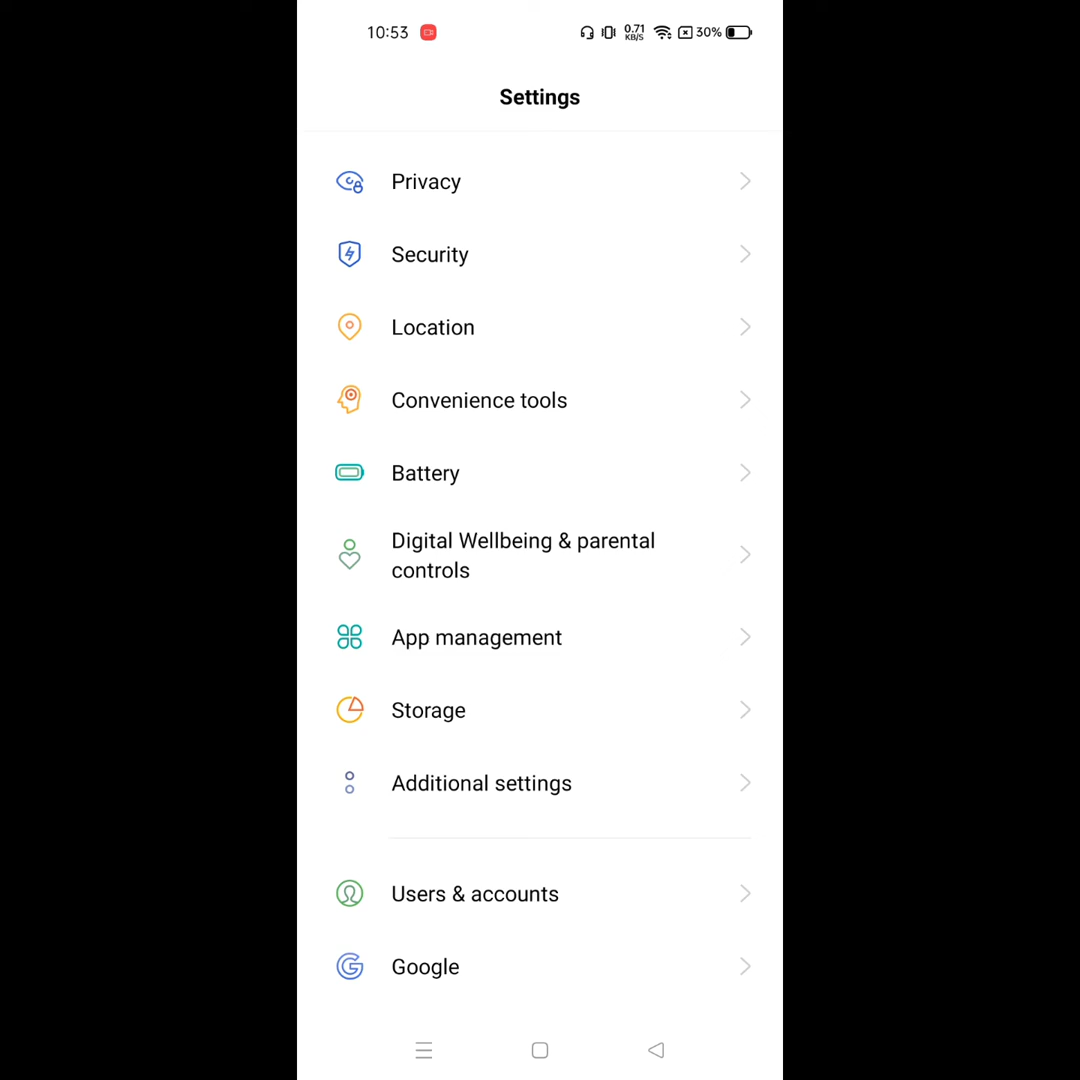 10:53 0.71 KB/S 30%
Settings
Privacy
Security
Location
Convenience tools
Battery
Digital Wellbeing & parental
controls
App management
Storage
Additional settings
Users & accounts
Google